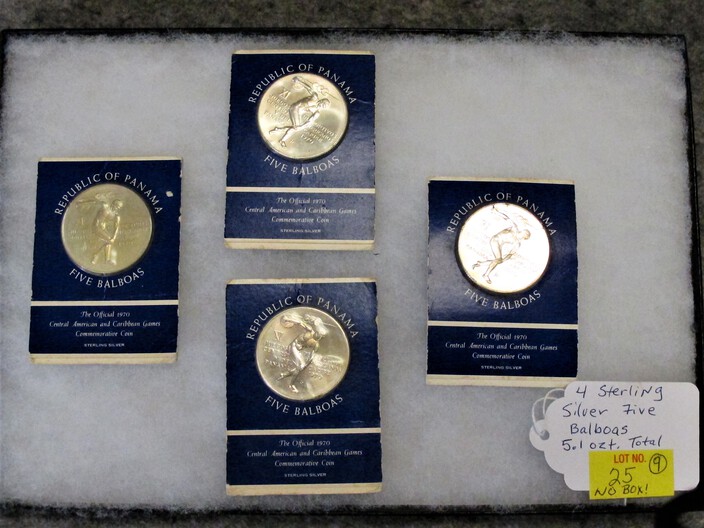 REPUBLIC OF PANAMA
FIVE BALBOAS
The Official 1970
Central American and Caribbean Games
Commemorative Coin
STERLING SILVER
REPUBLIC OF PANAMA
FIVE BALBOAS
The Official 1970
Central American and Caribbean Games
Commemorative Coin
STERLING SILVER
REPUBLIC OF PANAMA
FIVE BALBOAS
The Official 1970
Central American and Caribbean Games
Commemorative Coin
STERLING SILVER
REPUBLIC OF PANAMA
FIVE BALBOAS
The Official 1970
Central American and Caribbean Games
Commemorative Coin
STERLING SILVER
4 Sterling
Silver Five
Balboas
5.1 ozt. Total
LOT NO. 9
25
NO BOX!